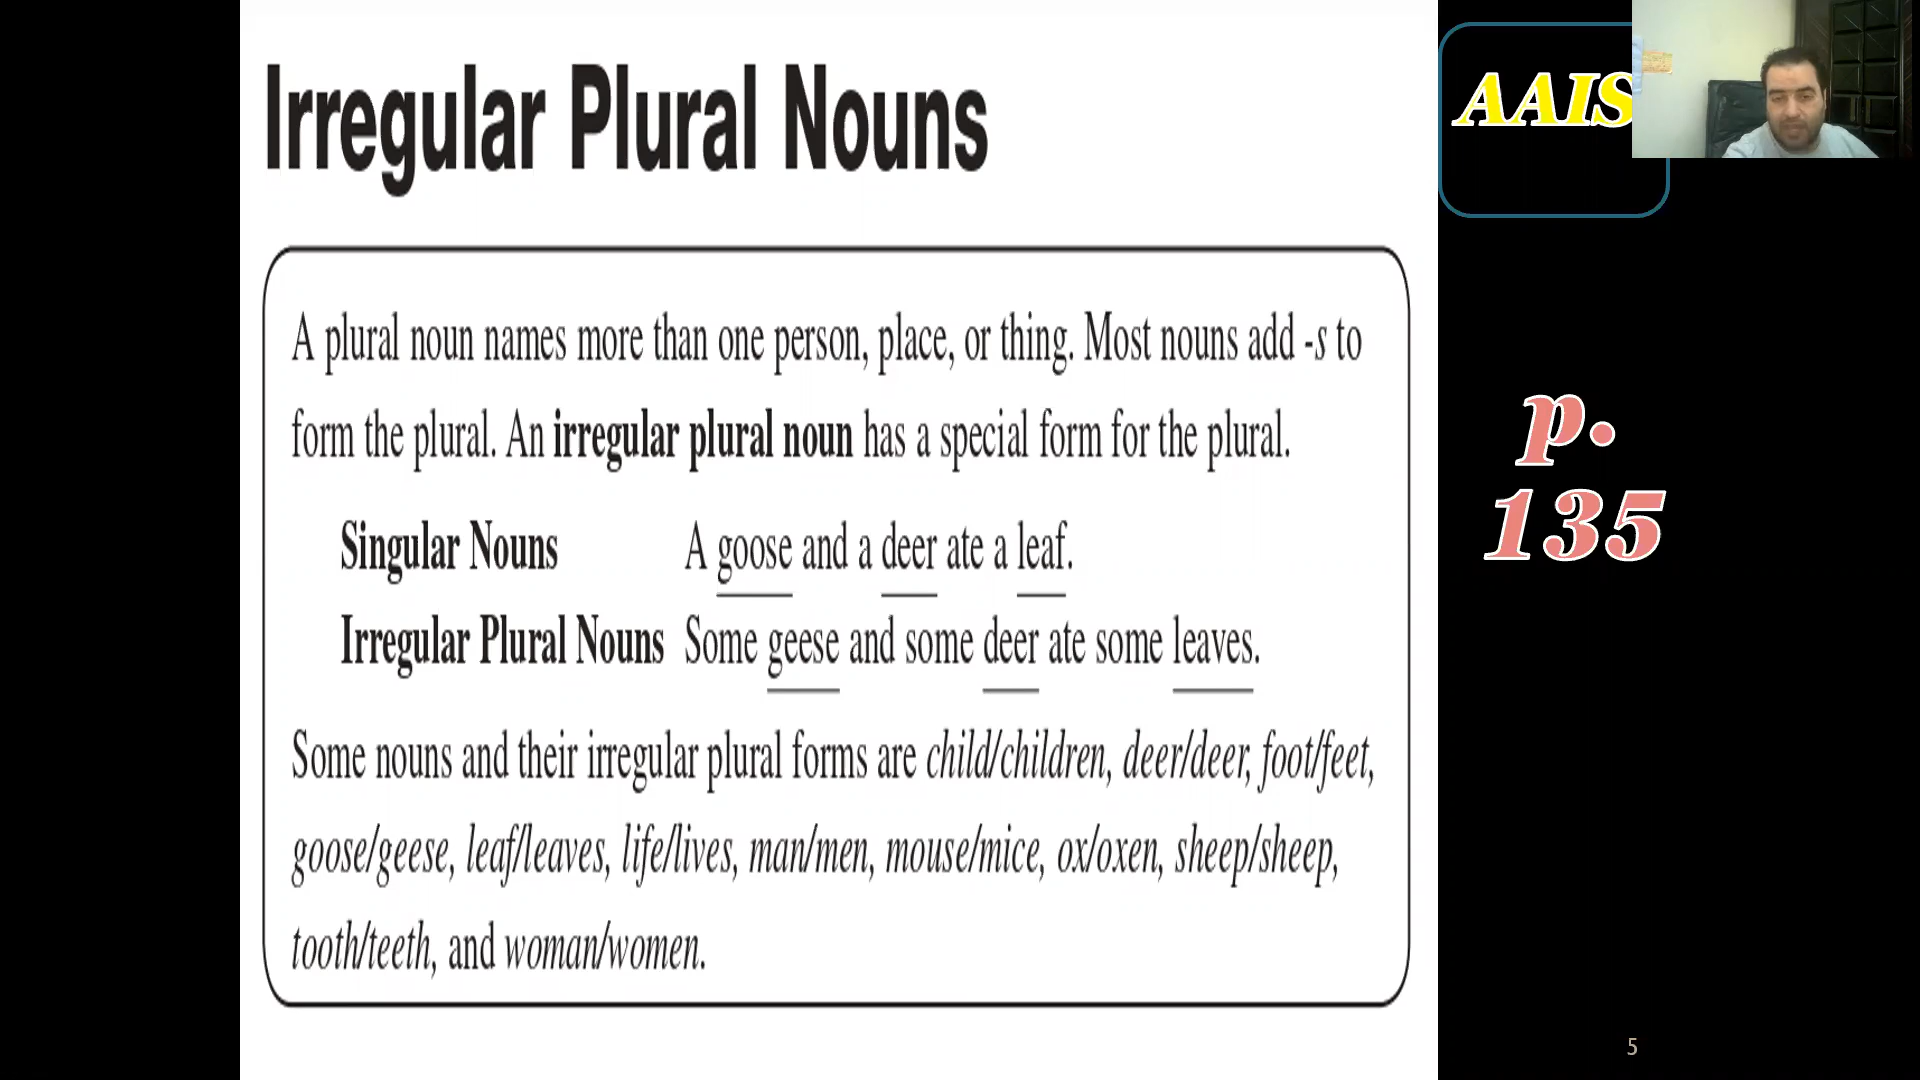 Irregular Plural Nouns
A plural noun names more than one person, place, or thing. Most nouns add -s to
form the plural. An irregular plural noun has a special form for the plural.
Singular Nouns A goose and a deer ate a leaf.
Irregular Plural Nouns Some geese and some deer ate some leaves.
Some nouns and their irregular plural forms are child/children, deer/deer, foot/feet,
goose/geese, leaf/leaves, life/lives, man/men, mouse/mice, ox/oxen, sheep/sheep,
tooth/teeth, and woman/women.
AAIS
p.
135
5